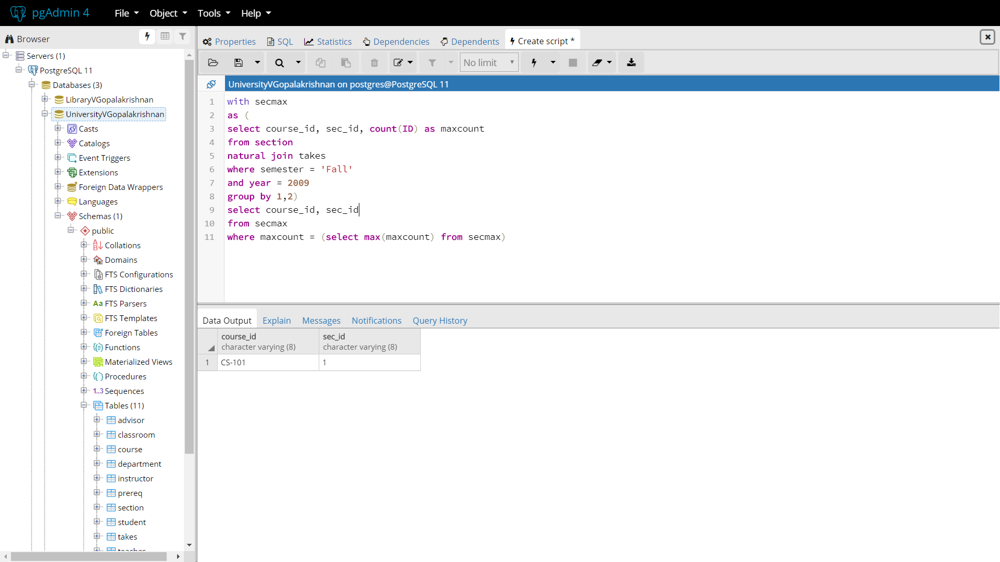 pgAdmin 4
File
Object
Tools
Help
Browser
Servers (1)
PostgreSQL 11
Databases (3)
LibraryVGopalakrishnan
UniversityVGopalakrishnan
Casts
Catalogs
Event Triggers
Extensions
Foreign Data Wrappers
Languages
Schemas (1)
public
Collations
Domains
FTS Configurations
FTS Dictionaries
Aa FTS Parsers
FTS Templates
Foreign Tables
Functions
Materialized Views
Procedures
1..3 Sequences
Tables (11)
advisor
classroom
course
department
instructor
prereq
section
student
takes
teaches
Properties
SQL
Statistics
Dependencies
Dependents
Create script *
No limit
UniversityVGopalakrishnan on postgres@PostgreSQL 11
1 with secmax
2 as (
3 select course_id, sec_id, count(ID) as maxcount
4 from section
5 natural join takes
6 where semester = 'Fall'
7 and year = 2009
8 group by 1,2)
9 select course_id, sec_id
10 from secmax
11 where maxcount = (select max(maxcount) from secmax)
Data Output
Explain
Messages
Notifications
Query History
course_id sec_id
character varying (8) character varying (8)
1 CS-101 1